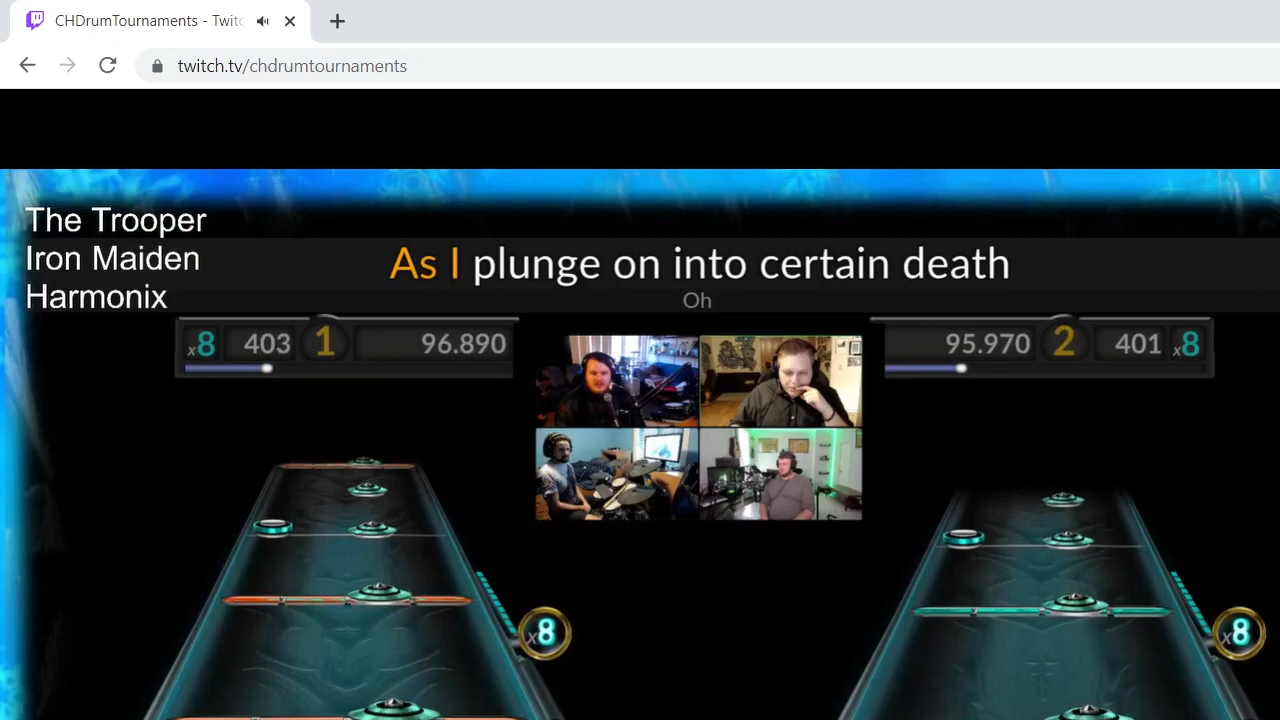 CHDrumTournaments - Twitc
twitch.tv/chdrumtournaments
The Trooper
Iron Maiden
Harmonix
As I plunge on into certain death
Oh
x8 403 1 96.890
95.970 2 401 x8
x8
x8